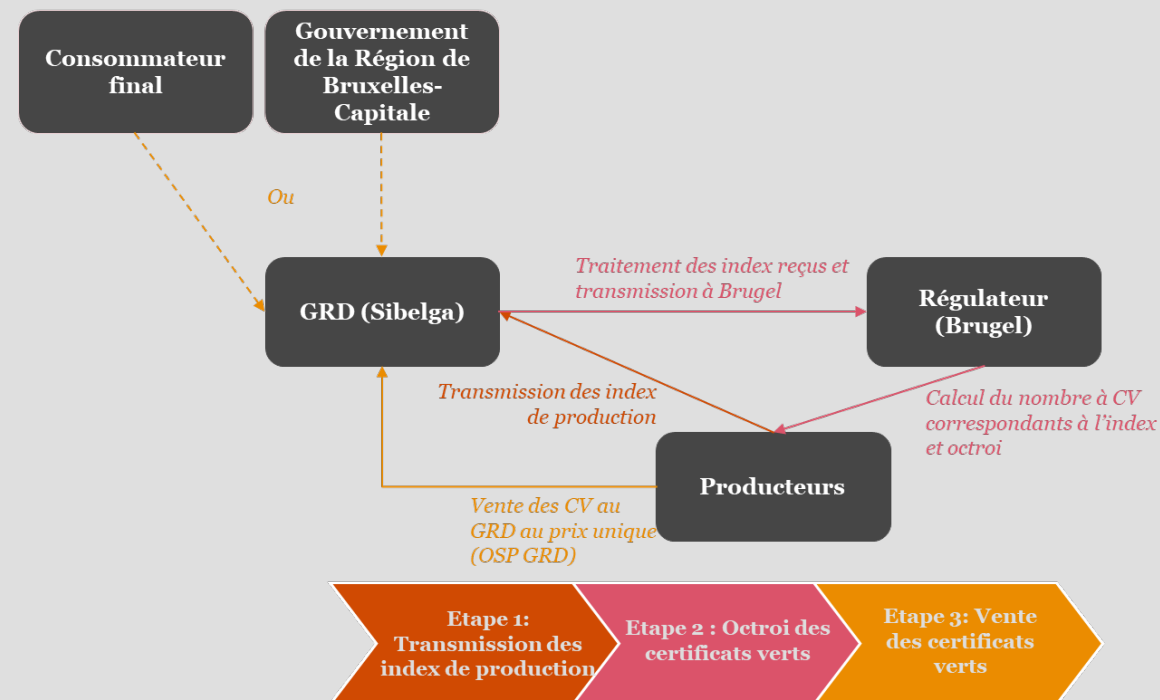 Consommateur
final
Gouvernement
de la Région de
Bruxelles-
Capitale
Ou
GRD (Sibelga)
Traitement des index reçus et
transmission à Brugel
Régulateur
(Brugel)
Transmission des index
de production
Calcul du nombre à CV
correspondants à l’index
et octroi
Producteurs
Vente des CV au
GRD au prix unique
(OSP GRD)
Etape 1:
Transmission des
index de production
Etape 2 : Octroi des
certificats verts
Etape 3: Vente
des certificats
verts